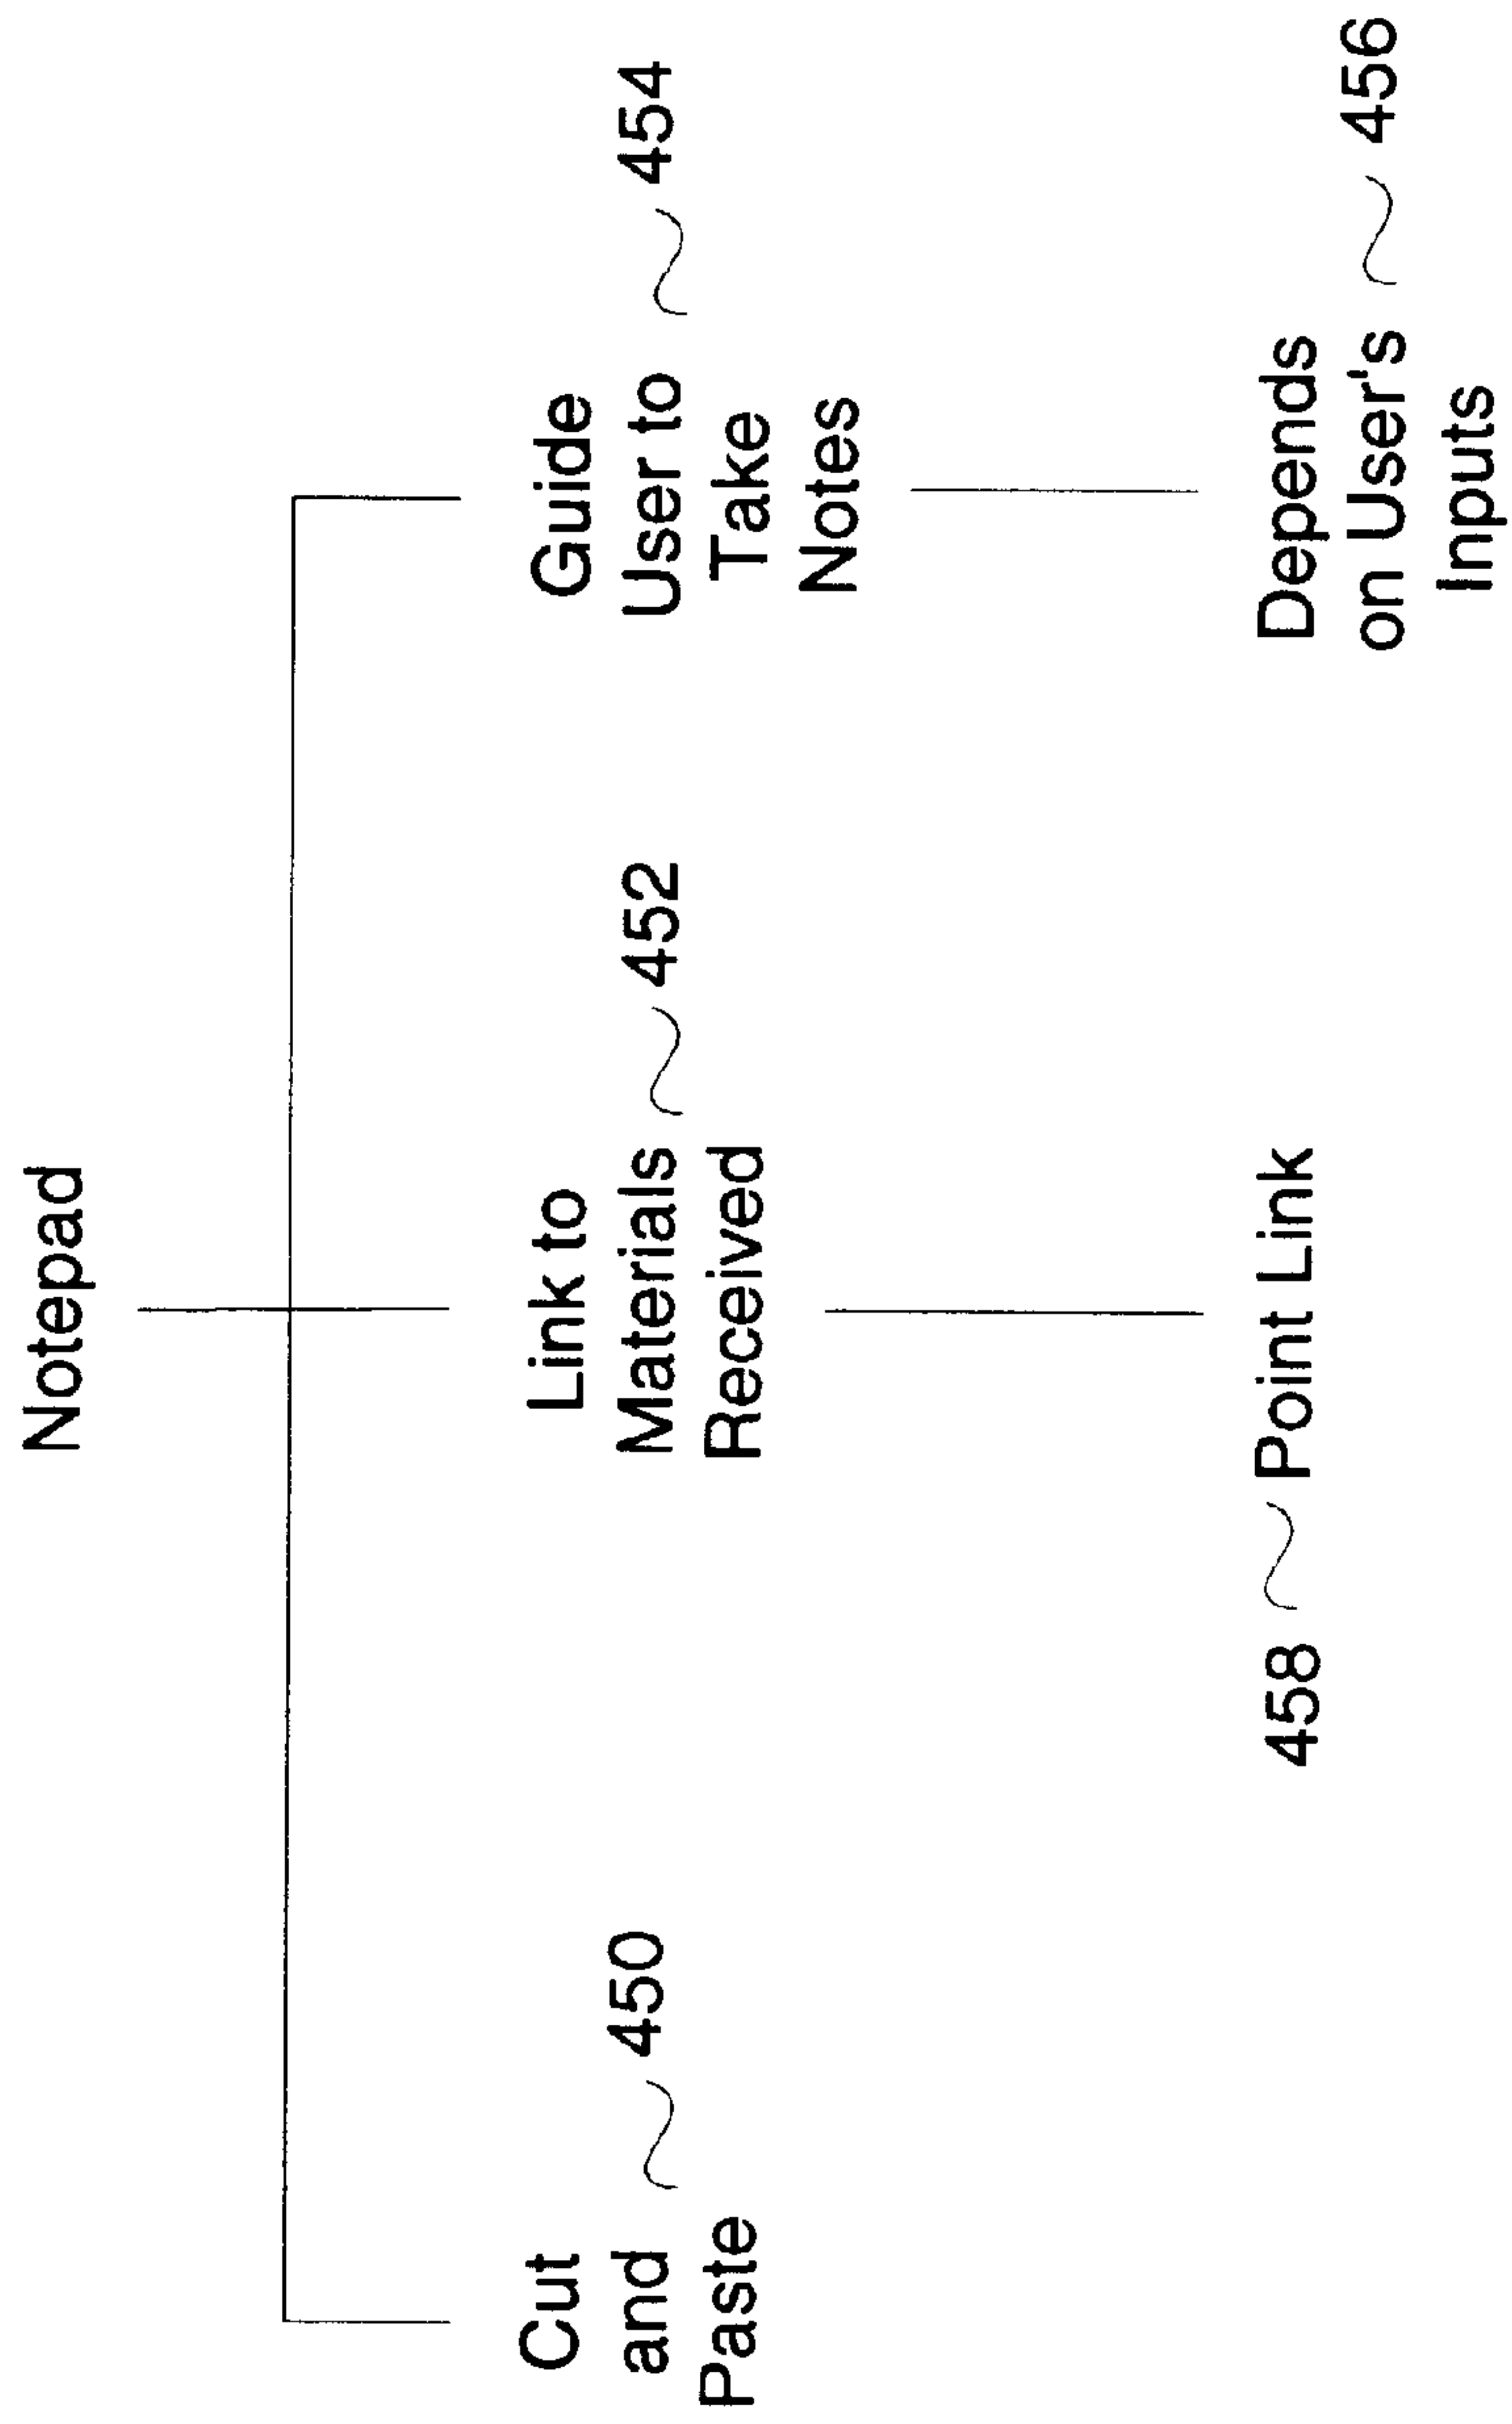 Notepad
Cut
and 450
Paste
Link to
Materials 452
Received
Guide
User to 454
Take
Notes
458 Point Link
Depends
on User's 456
Inputs